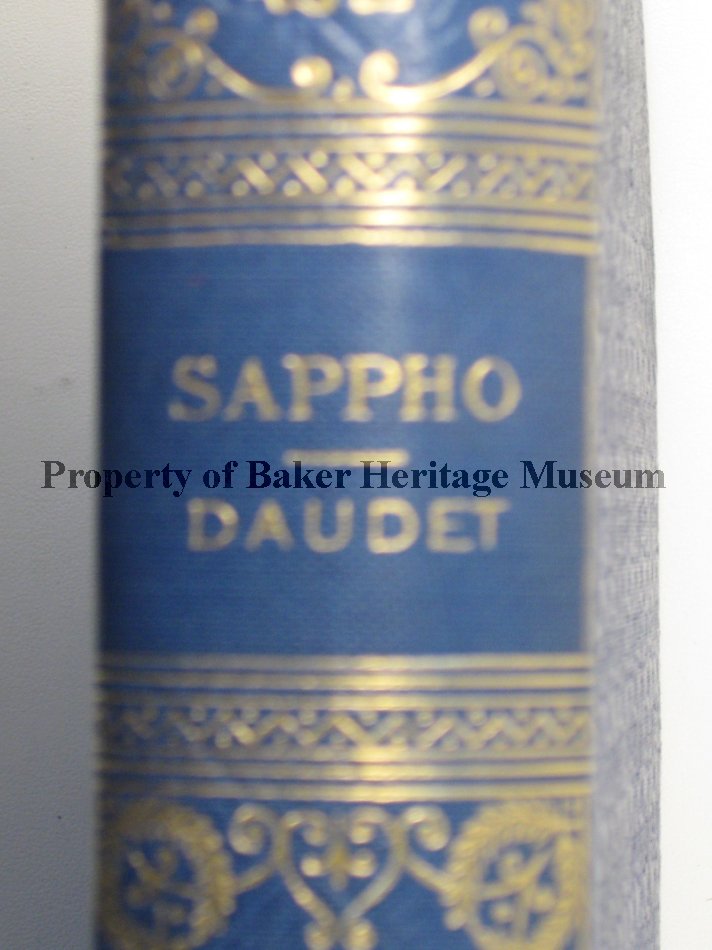 SAPPHO
Property of Baker Heritage Museum
DAUDET